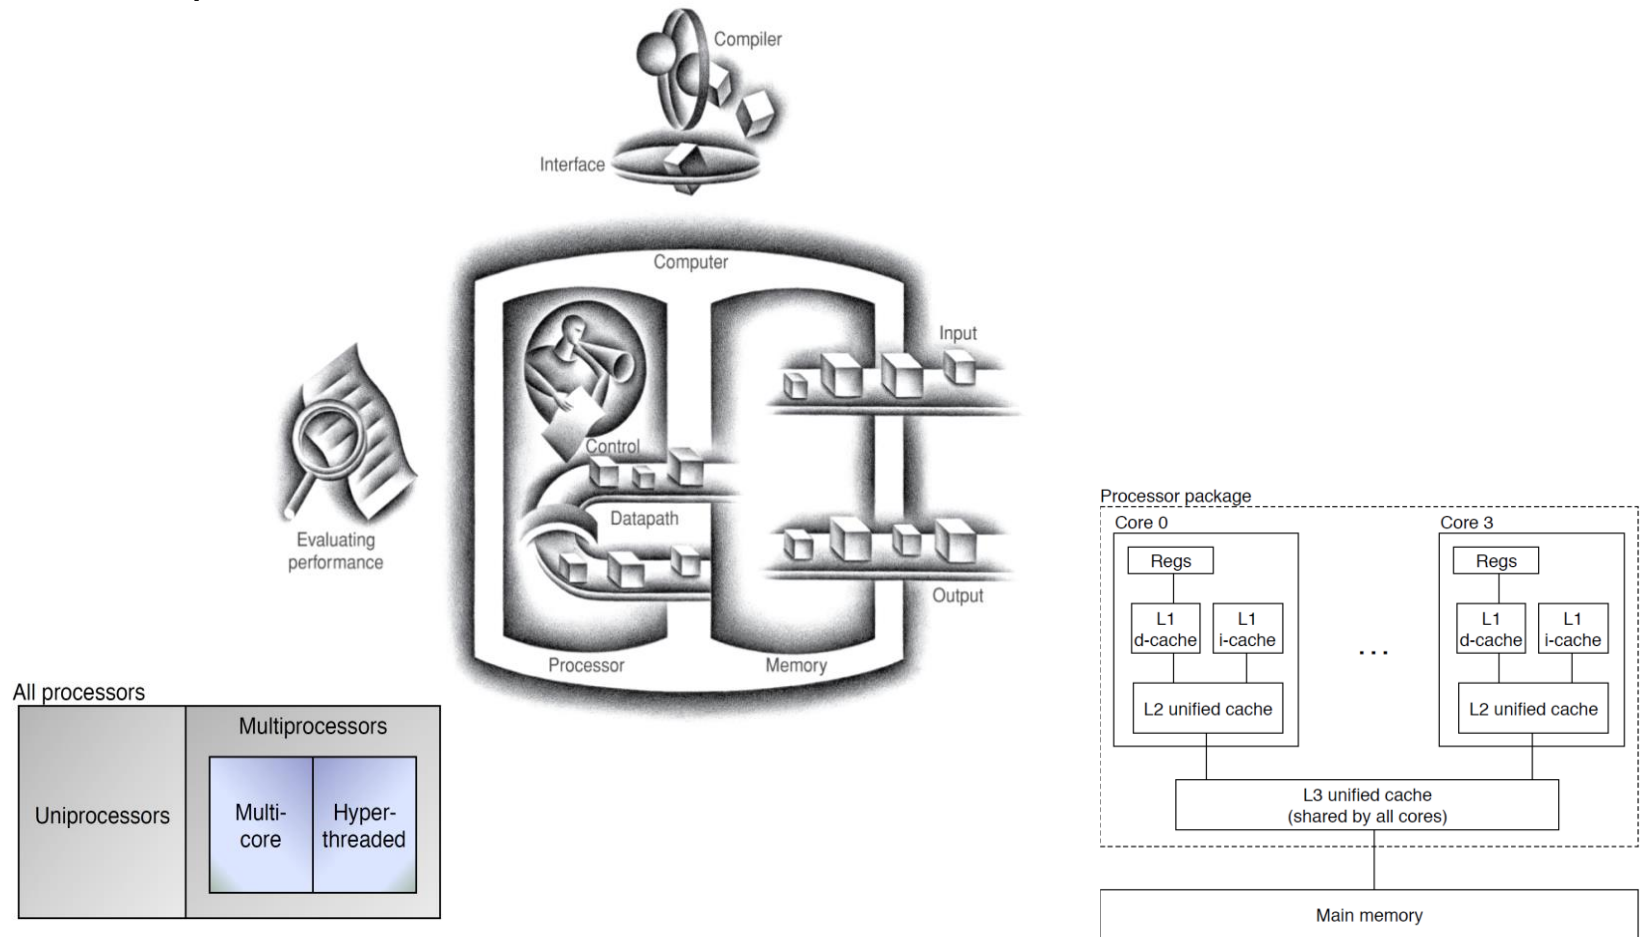 Compiler
Interface
Computer
Input
Control
Datapath
Evaluating
performance
Output
Processor
Memory
All processors
Multiprocessors
Uniprocessors
Multi-
core
Hyper-
threaded
Processor package
Core 0
Core 3
Regs
Regs
L1
d-cache
L1
i-cache
L1
d-cache
L1
i-cache
...
L2 unified cache
L2 unified cache
L3 unified cache
(shared by all cores)
Main memory